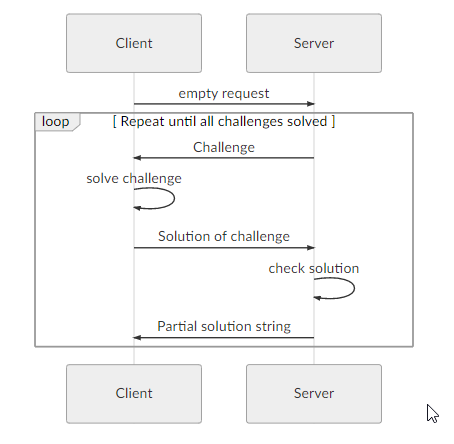 Client
Server
empty request
loop
[ Repeat until all challenges solved ]
Challenge
solve challenge
Solution of challenge
check solution
Partial solution string
Client
Server